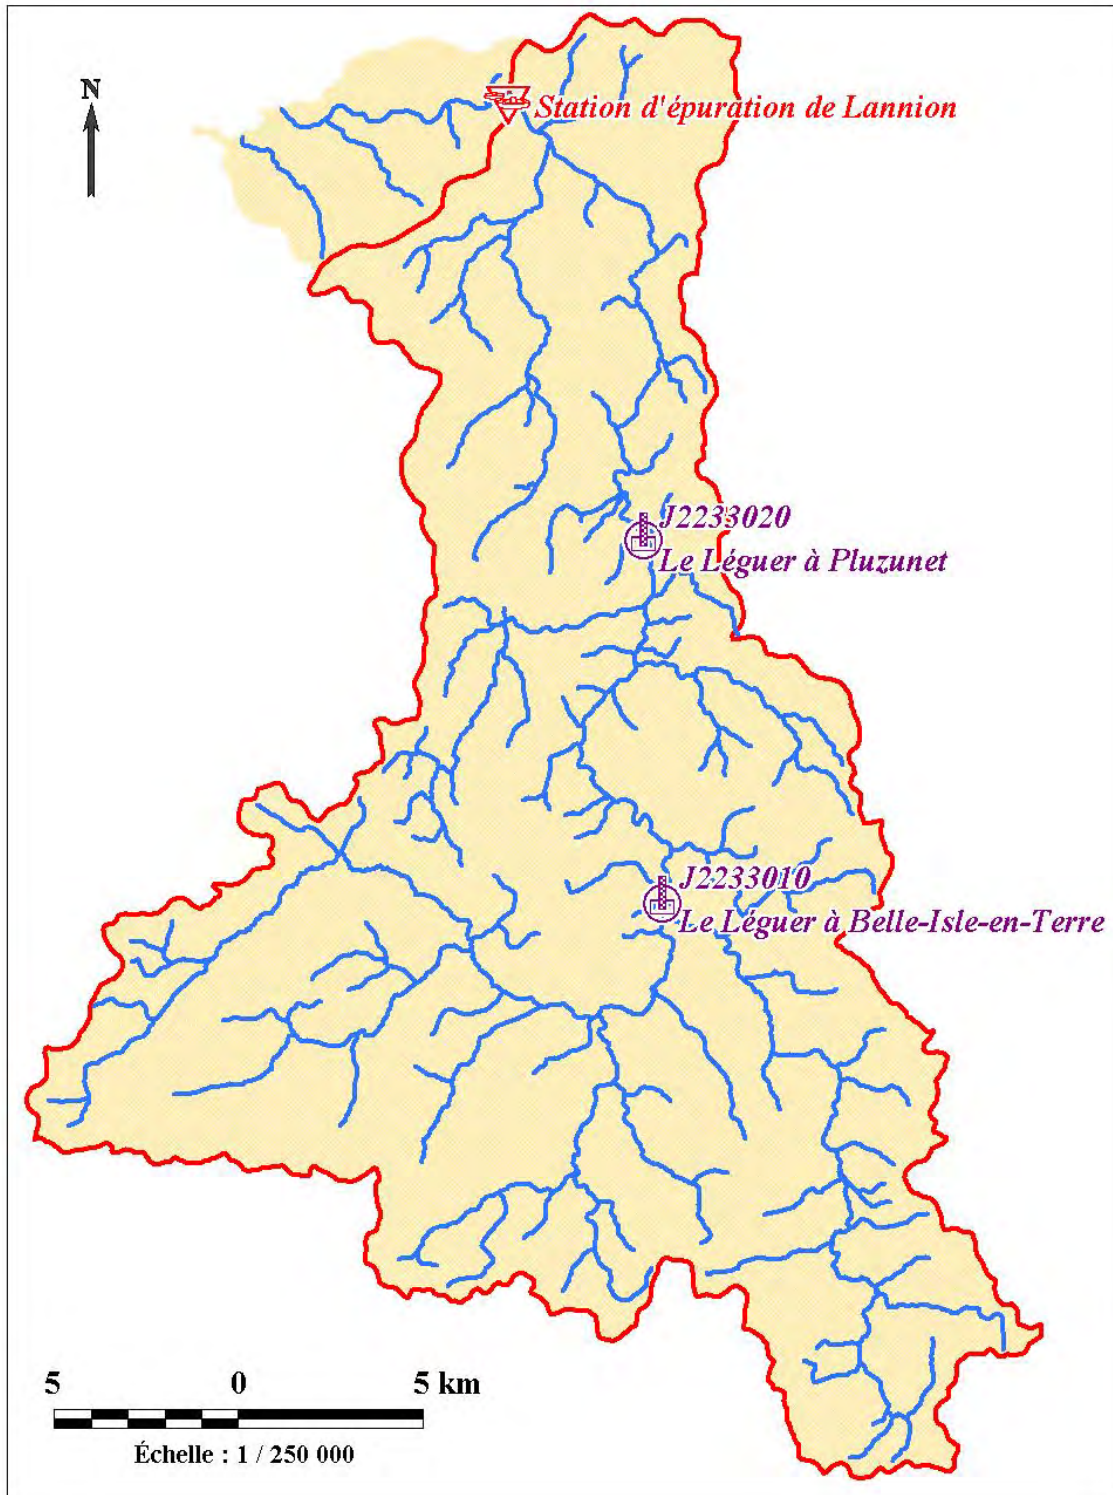 N
Station d'épuration de Lannion
J2233020
Le Léguer à Pluzunet
J2233010
Le Léguer à Belle-Isle-en-Terre
5 0 5 km
Échelle : 1 / 250 000